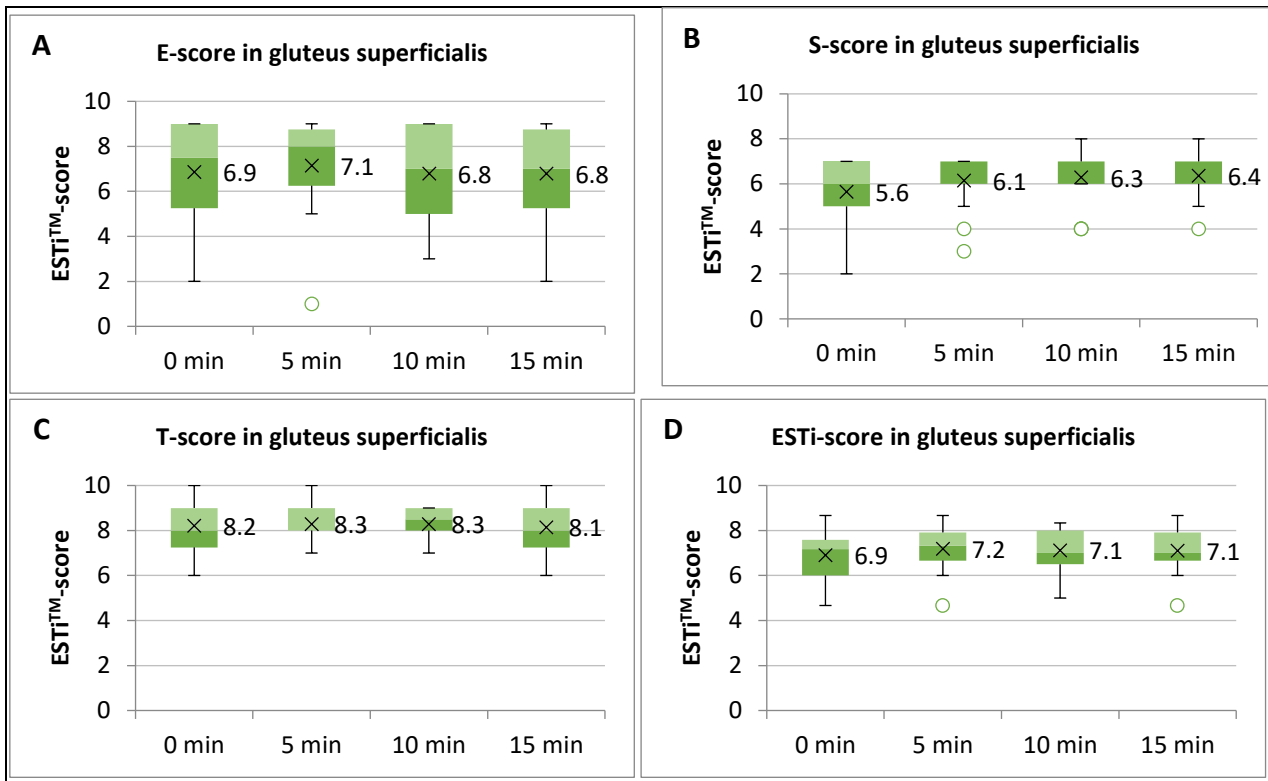 A
E-score in gluteus superficialis
ESTi™-score
10
8
6
4
2
0
6.9
7.1
6.8
6.8
0 min 5 min 10 min 15 min
B
S-score in gluteus superficialis
ESTi™-score
10
8
6
4
2
0
5.6
6.1
6.3
6.4
0 min 5 min 10 min 15 min
C
T-score in gluteus superficialis
ESTi™-score
10
8
6
4
2
0
8.2
8.3
8.3
8.1
0 min 5 min 10 min 15 min
D
ESTi-score in gluteus superficialis
ESTi™-score
10
8
6
4
2
0
6.9
7.2
7.1
7.1
0 min 5 min 10 min 15 min